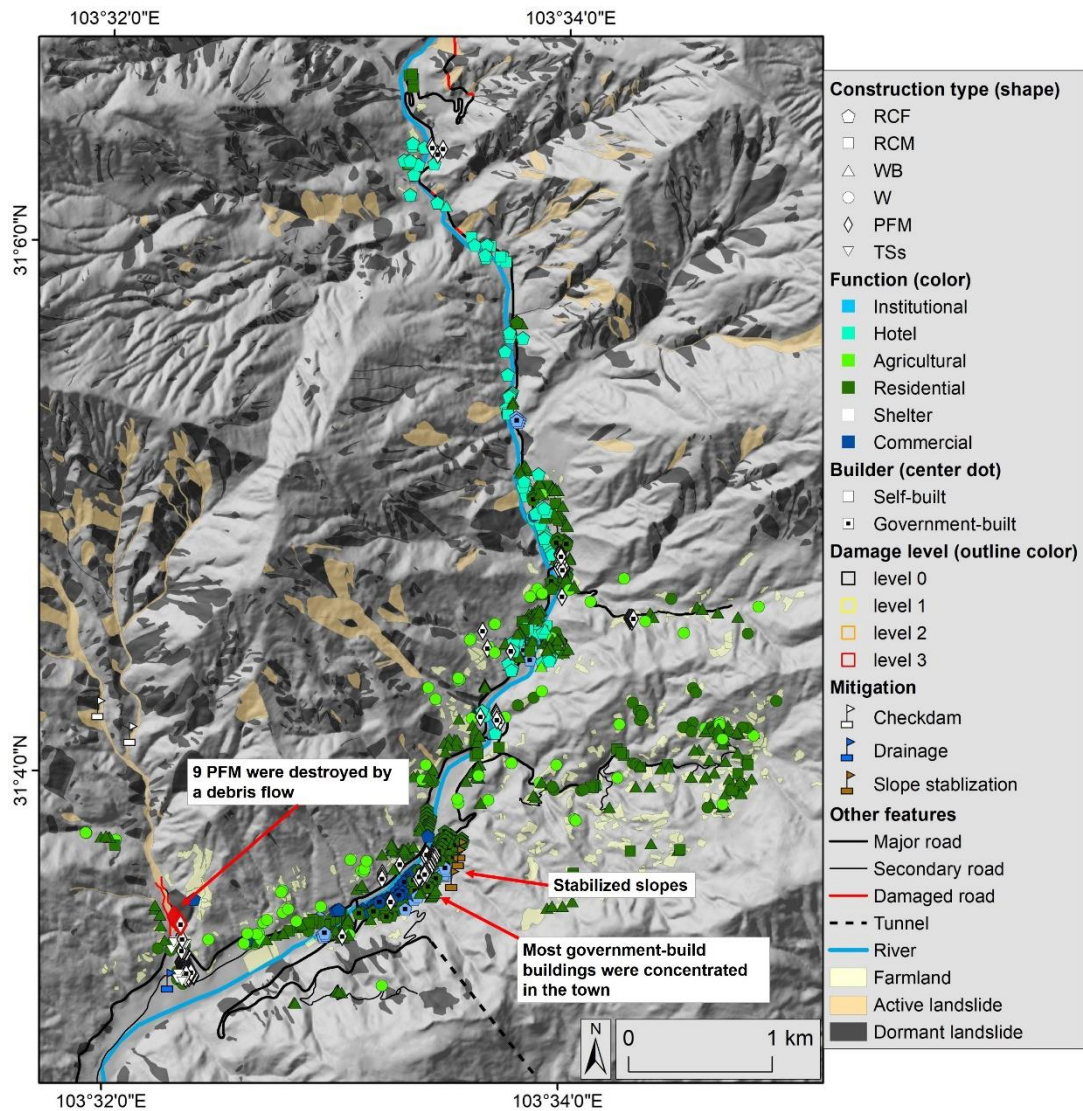 103°32'0"E
103°34'0"E
31°6'0"N
31°4'0"N
9 PFM were destroyed by
a debris flow
Stabilized slopes
Most government-build
buildings were concentrated
in the town
N
0
1 km
103°32'0"E
103°34'0"E
Construction type (shape)
RCF
RCM
WB
W
PFM
TSs
Function (color)
Institutional
Hotel
Agricultural
Residential
Shelter
Commercial
Builder (center dot)
Self-built
Government-built
Damage level (outline color)
level 0
level 1
level 2
level 3
Mitigation
Checkdam
Drainage
Slope stablization
Other features
Major road
Secondary road
Damaged road
Tunnel
River
Farmland
Active landslide
Dormant landslide